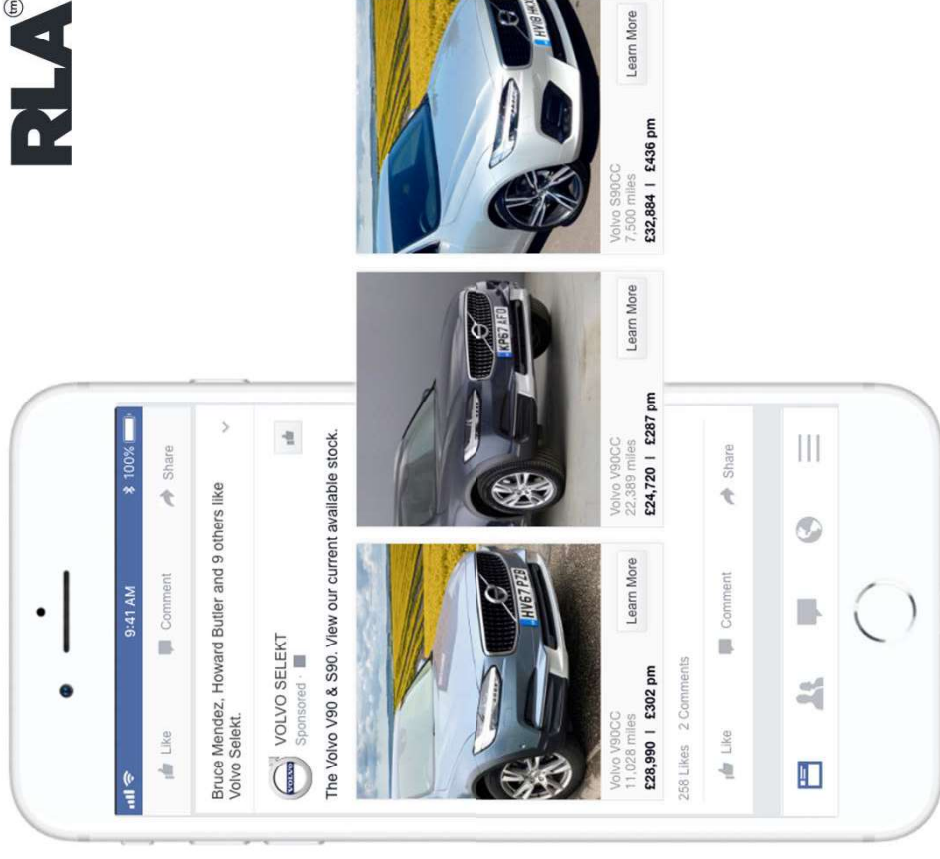 RLA(tm)
9:41 AM
100%
Like
Comment
Share
Bruce Mendez, Howard Butler and 9 others like
Volvo Selekt.
VOLVO
VOLVO SELEKT
Sponsored ·
The Volvo V90 & S90. View our current available stock.
HV67 PZB
Volvo V90CC
11,028 miles
£28,990 | £302 pm
Learn More
KP67 LFO
Volvo V90CC
22,389 miles
£24,720 | £287 pm
Learn More
Volvo S90CC
7,500 miles
£32,884 | £436 pm
Learn More
258 Likes 2 Comments
Like
Comment
Share